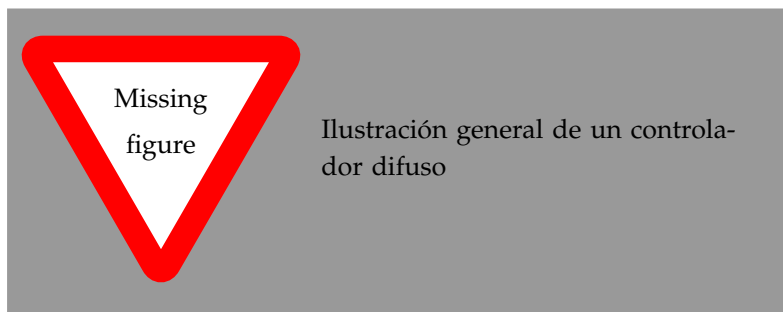 Missing
figure
Ilustración general de un controla-
dor difuso